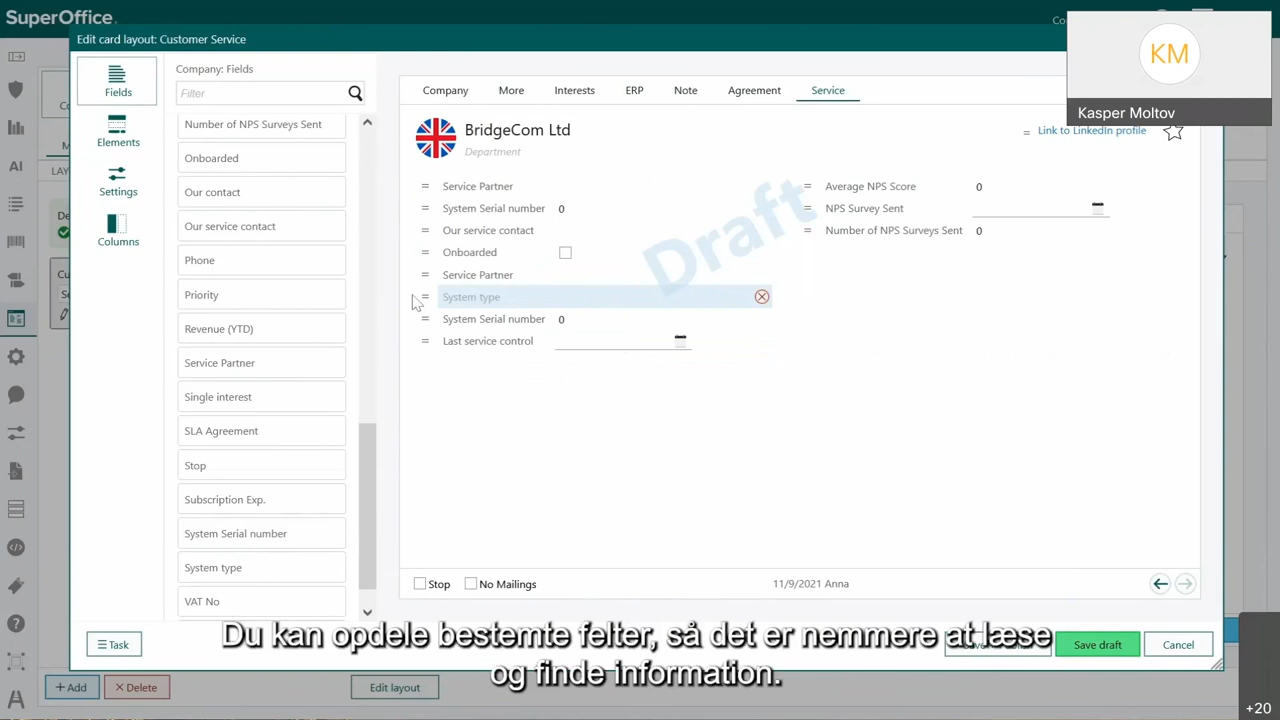 SuperOffice.
Edit card layout: Customer Service
KM
Kasper Moltov
Fields
Elements
Settings
Columns
Company: Fields
Filter
Number of NPS Surveys Sent
Onboarded
Our contact
Our service contact
Phone
Priority
Revenue (YTD)
Service Partner
Single interest
SLA Agreement
Stop
Subscription Exp.
System Serial number
System type
VAT No
Company More Interests ERP Note Agreement Service
BridgeCom Ltd
Department
Link to LinkedIn profile
Service Partner
System Serial number 0
Our service contact
Onboarded
Service Partner
System type
System Serial number 0
Last service control
Average NPS Score 0
NPS Survey Sent
Number of NPS Surveys Sent 0
Draft
Stop No Mailings 11/9/2021 Anna
Task
Save draft Cancel
Du kan opdele bestemte felter, så det er nemmere at læse
og finde information.
+ Add Delete Edit layout
AI
+20